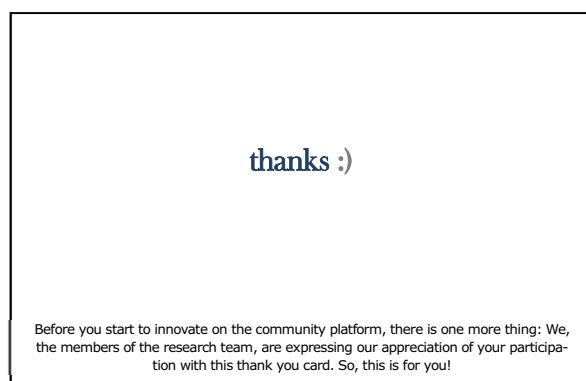 thanks :)
Before you start to innovate on the community platform, there is one more thing: We,
the members of the research team, are expressing our appreciation of your participa-
tion with this thank you card. So, this is for you!